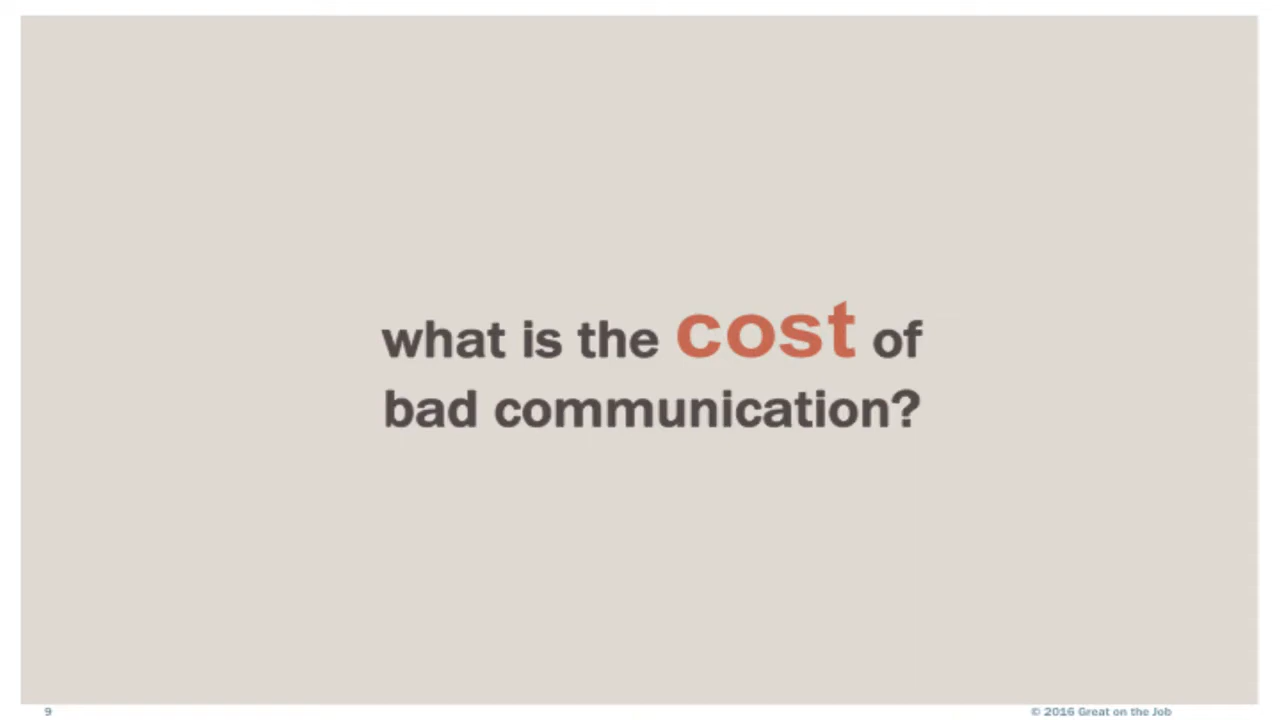 what is the cost of
bad communication?
9
© 2016 Great on the Job